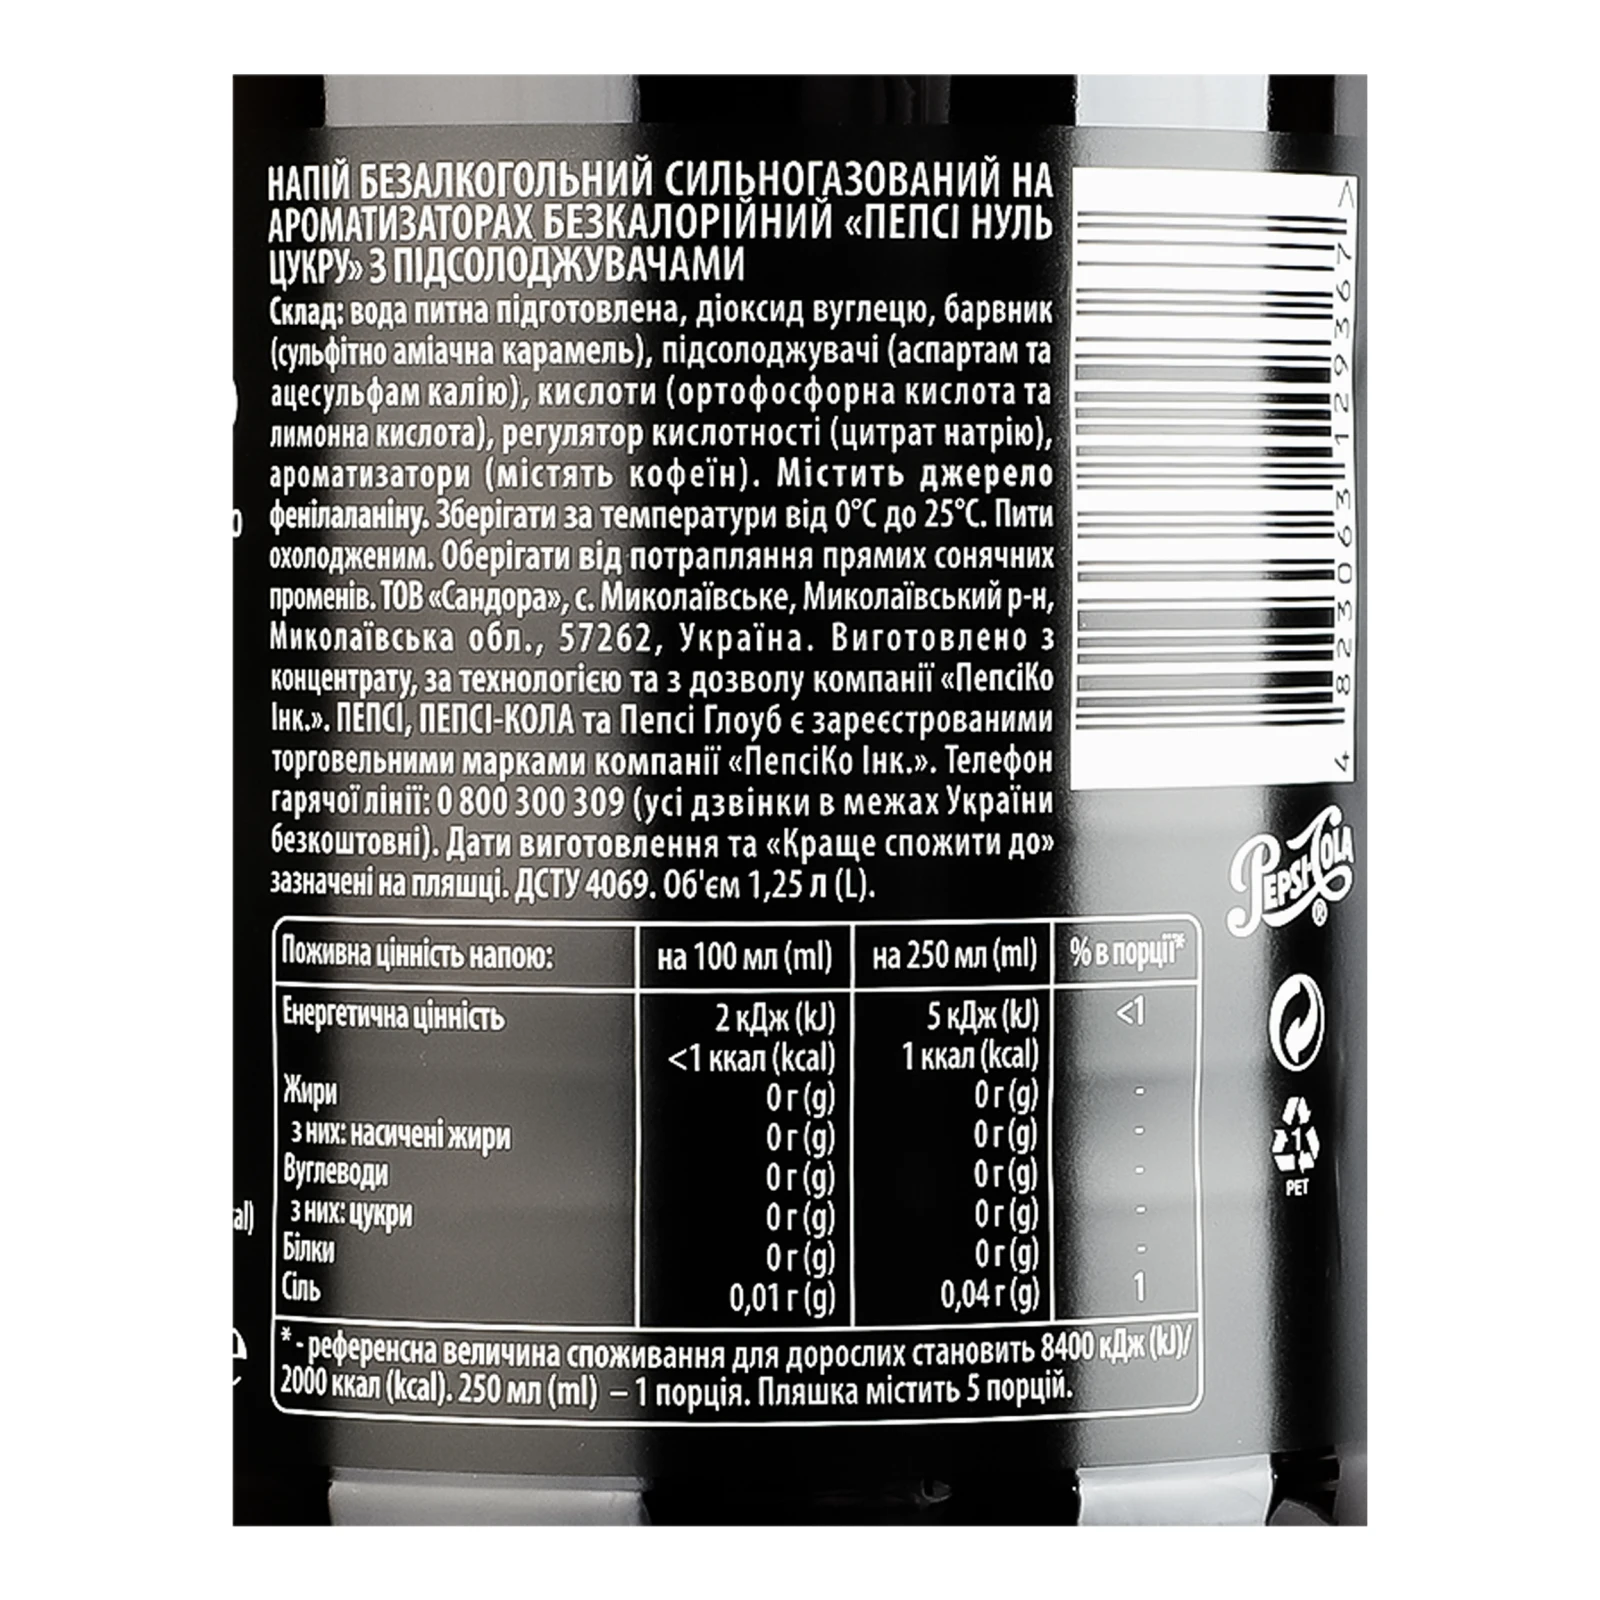 НАПІЙ БЕЗАЛКОГОЛЬНИЙ СИЛЬНОГАЗОВАНИЙ НА
АРОМАТИЗАТОРАХ БЕЗКАЛОРІЙНИЙ «ПЕПСІ НУЛЬ
ЦУКРУ» З ПІДСОЛОДЖУВАЧАМИ
Склад: вода питна підготовлена, діоксид вуглецю, барвник
(сульфітно аміачна карамель), підсолоджувачі (аспартам та
ацесульфам калію), кислоти (ортофосфорна кислота та
лимонна кислота), регулятор кислотності (цитрат натрію),
ароматизатори (містять кофеїн). Містить джерело
фенілаланіну. Зберігати за температури від 0°С до 25°С. Пити
охолодженим. Оберігати від потрапляння прямих сонячних
променів. ТОВ «Сандора», с. Миколаївське, Миколаївський р-н,
Миколаївська обл., 57262, Україна. Виготовлено з
концентрату, за технологією та з дозволу компанії «ПепсіКо
Інк.». ПЕПСІ, ПЕПСІ-КОЛА та Пепсі Глоуб є зареєстрованими
торговельними марками компанії «ПепсіКо Інк.». Телефон
гарячої лінії: 0 800 300 309 (усі дзвінки в межах України
безкоштовні). Дати виготовлення та «Краще спожити до»
зазначені на пляшці. ДСТУ 4069. Об'єм 1,25 л (L).
Поживна цінність напою: на 100 мл (ml) на 250 мл (ml) % в порції*
Енергетична цінність 2 кДж (kJ) 5 кДж (kJ) <1
<1 ккал (kcal) 1 ккал (kcal)
Жири 0 г (g) 0 г (g) -
з них: насичені жири 0 г (g) 0 г (g) -
Вуглеводи 0 г (g) 0 г (g) -
з них: цукри 0 г (g) 0 г (g) -
Білки 0 г (g) 0 г (g) -
Сіль 0,01 г (g) 0,04 г (g) 1
* - референсна величина споживання для дорослих становить 8400 кДж (kJ)/
2000 ккал (kcal). 250 мл (ml) – 1 порція. Пляшка містить 5 порцій.
4 823063 129367 >
PEPSI-COLA
®
1
PET
al)